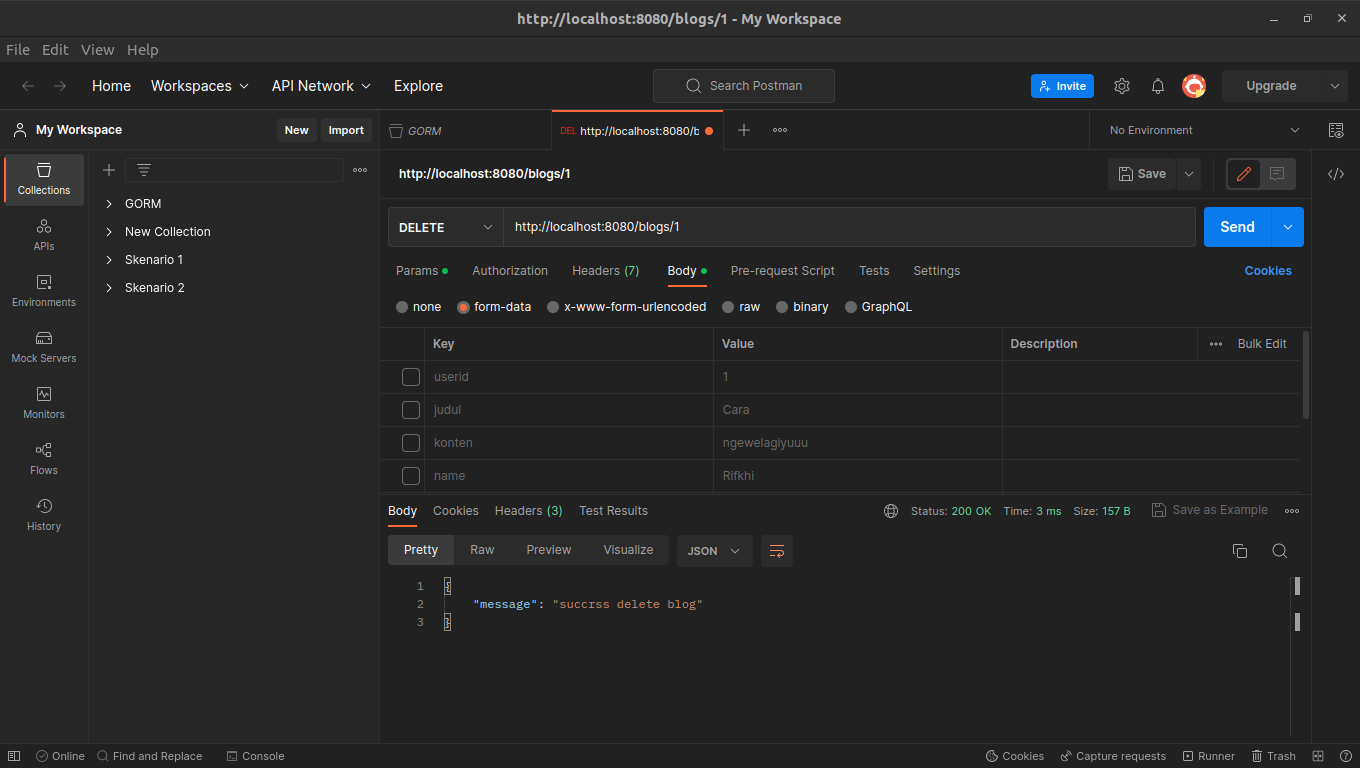 http://localhost:8080/blogs/1 - My Workspace
File Edit View Help
Home Workspaces API Network Explore Search Postman Invite Upgrade
My Workspace New Import GORM DEL http://localhost:8080/b No Environment
Collections
APIs
Environments
Mock Servers
Monitors
Flows
History
GORM
New Collection
Skenario 1
Skenario 2
http://localhost:8080/blogs/1 Save
DELETE http://localhost:8080/blogs/1 Send
Params Authorization Headers (7) Body Pre-request Script Tests Settings Cookies
none form-data x-www-form-urlencoded raw binary GraphQL
Key Value Description Bulk Edit
userid 1
judul Cara
konten ngewelagiyuuu
name Rifkhi
Body Cookies Headers (3) Test Results Status: 200 OK Time: 3 ms Size: 157 B Save as Example
Pretty Raw Preview Visualize JSON
1 {
2 "message": "succrss delete blog"
3 }
Online Find and Replace Console Cookies Capture requests Runner Trash